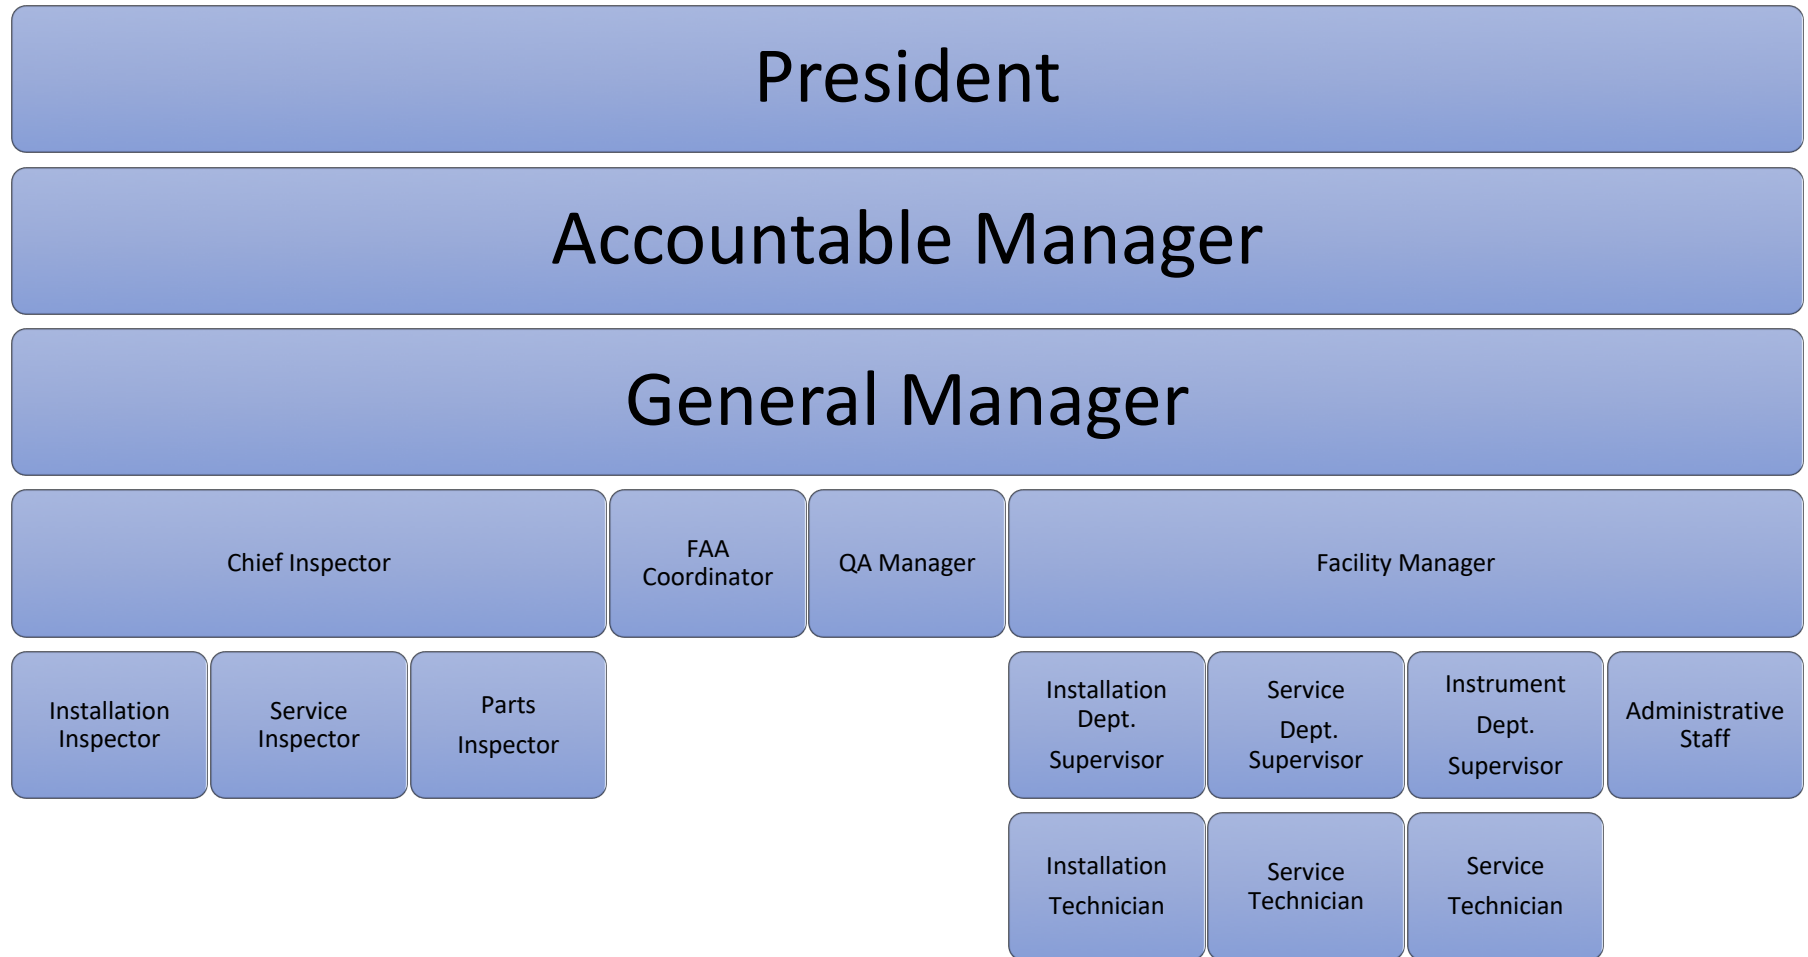 President
Accountable Manager
General Manager
Chief Inspector
FAA
Coordinator
QA Manager
Facility Manager
Installation
Inspector
Service
Inspector
Parts
Inspector
Installation
Dept.
Supervisor
Service
Dept.
Supervisor
Instrument
Dept.
Supervisor
Administrative
Staff
Installation
Technician
Service
Technician
Service
Technician